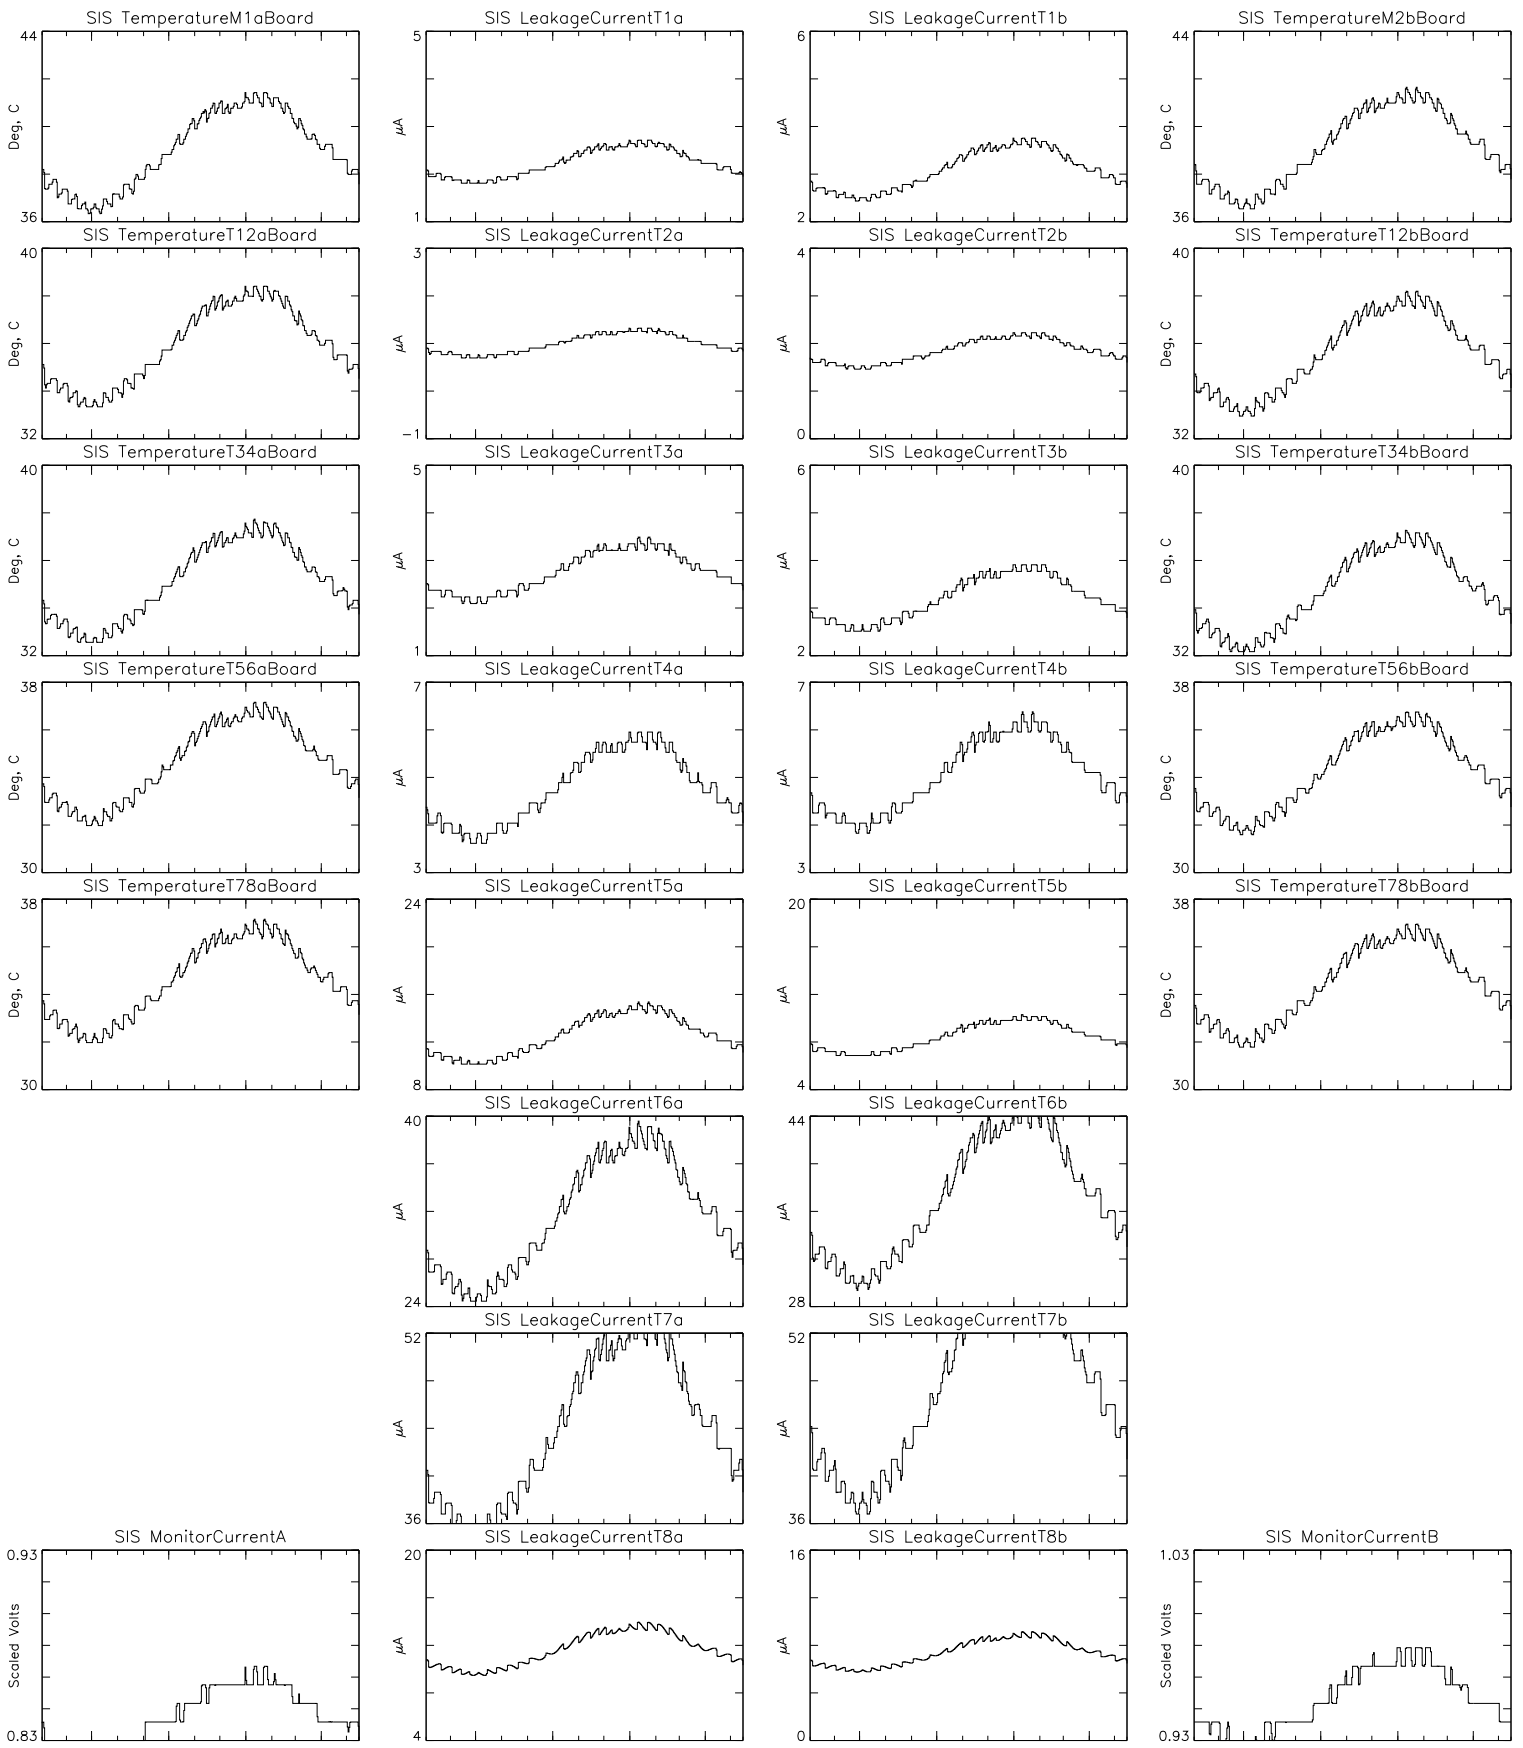 SIS TemperatureM1aBoard
SIS LeakageCurrentT1a
SIS LeakageCurrentT1b
SIS TemperatureM2bBoard
44
5
6
44
Deg, C
μA
μA
Deg, C
36
1
2
36
SIS TemperatureT12aBoard
SIS LeakageCurrentT2a
SIS LeakageCurrentT2b
SIS TemperatureT12bBoard
40
3
4
40
Deg, C
μA
μA
Deg, C
32
−1
0
32
SIS TemperatureT34aBoard
SIS LeakageCurrentT3a
SIS LeakageCurrentT3b
SIS TemperatureT34bBoard
40
5
6
40
Deg, C
μA
μA
Deg, C
32
1
2
32
SIS TemperatureT56aBoard
SIS LeakageCurrentT4a
SIS LeakageCurrentT4b
SIS TemperatureT56bBoard
38
7
7
38
Deg, C
μA
μA
Deg, C
30
3
3
30
SIS TemperatureT78aBoard
SIS LeakageCurrentT5a
SIS LeakageCurrentT5b
SIS TemperatureT78bBoard
38
24
20
38
Deg, C
μA
μA
Deg, C
30
8
4
30
SIS LeakageCurrentT6a
SIS LeakageCurrentT6b
40
44
μA
μA
24
28
SIS LeakageCurrentT7a
SIS LeakageCurrentT7b
52
52
μA
μA
36
36
SIS MonitorCurrentA
SIS LeakageCurrentT8a
SIS LeakageCurrentT8b
SIS MonitorCurrentB
0.93
20
16
1.03
Scaled Volts
μA
μA
Scaled Volts
0.83
4
0
0.93